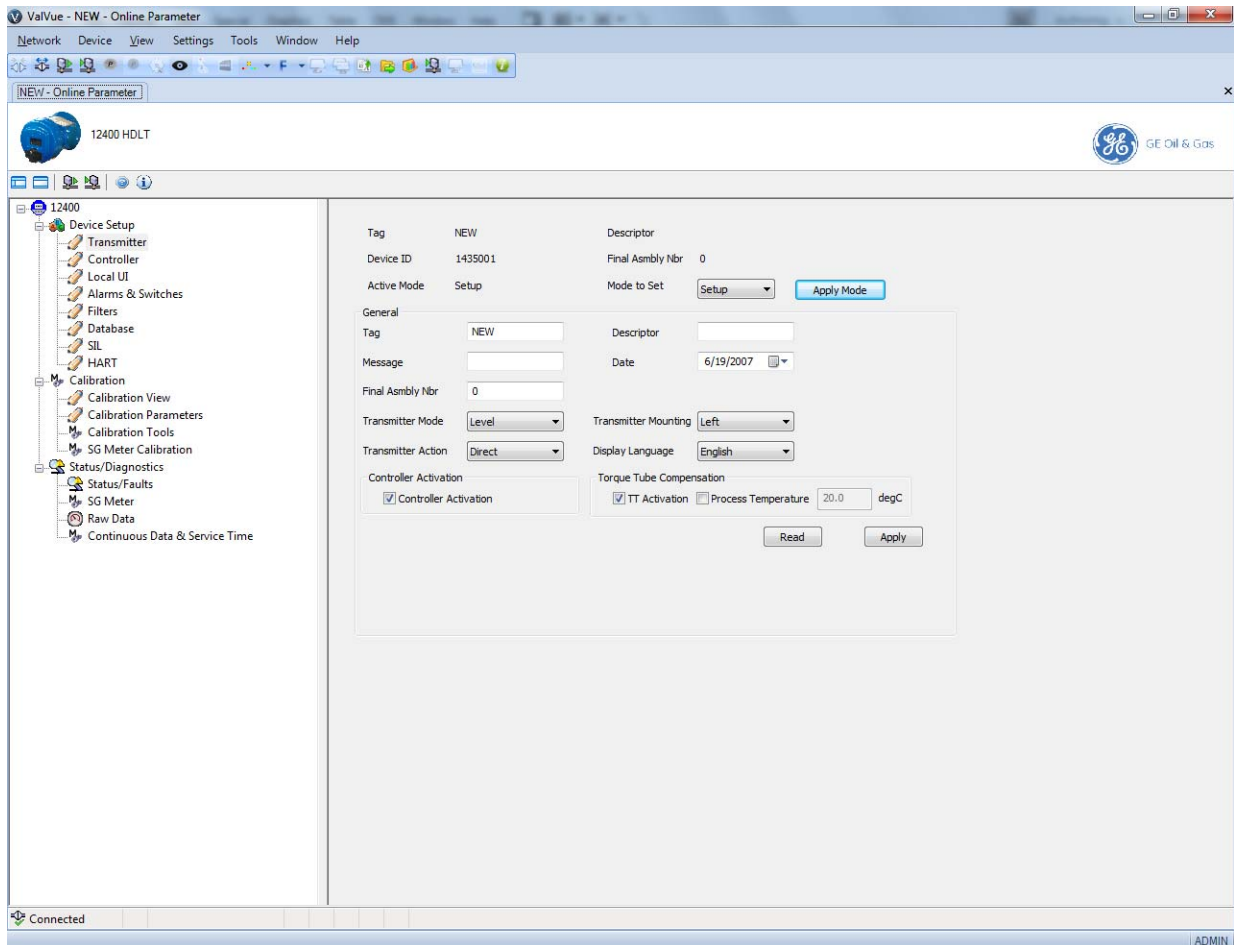 ValVue - NEW - Online Parameter
Network Device View Settings Tools Window Help
F
NEW - Online Parameter
12400 HDLT
GE Oil & Gas
12400
Device Setup
Transmitter
Controller
Local UI
Alarms & Switches
Filters
Database
SIL
HART
Calibration
Calibration View
Calibration Parameters
Calibration Tools
SG Meter Calibration
Status/Diagnostics
Status/Faults
SG Meter
Raw Data
Continuous Data & Service Time
Tag NEW Descriptor
Device ID 1435001 Final Asmbly Nbr 0
Active Mode Setup Mode to Set Setup Apply Mode
General
Tag NEW Descriptor
Message Date 6/19/2007
Final Asmbly Nbr 0
Transmitter Mode Level Transmitter Mounting Left
Transmitter Action Direct Display Language English
Controller Activation Torque Tube Compensation
Controller Activation TT Activation Process Temperature 20.0 degC
Read Apply
Connected
ADMIN